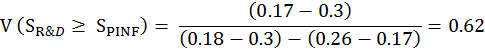 V (S_R&D ≥ S_PINF) = (0.17 − 0.3) / ((0.18 − 0.3) − (0.26 − 0.17)) = 0.62